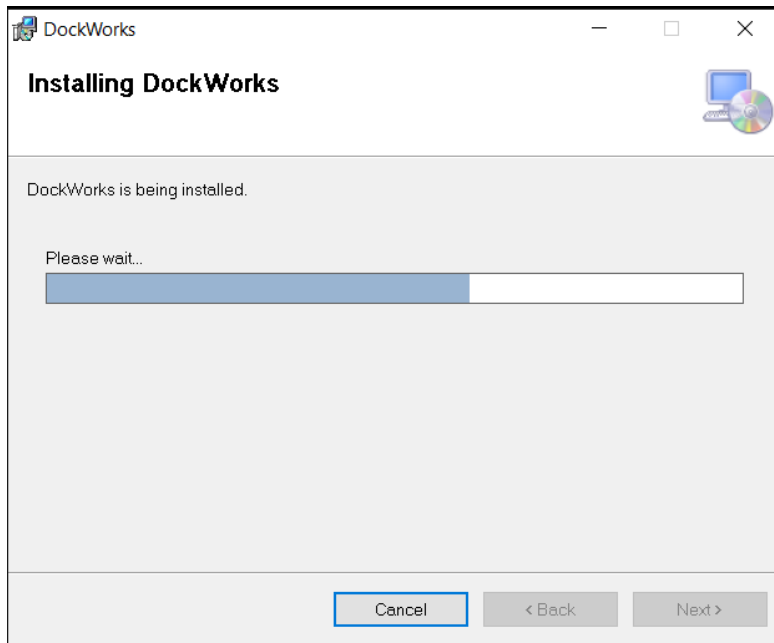 DockWorks
Installing DockWorks
DockWorks is being installed.
Please wait...
Cancel
< Back
Next >